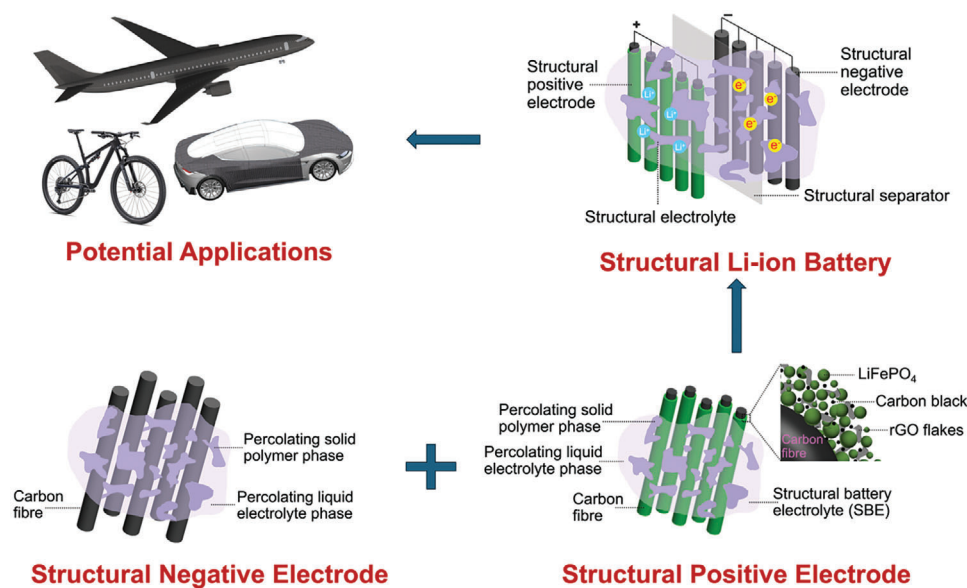 Potential Applications
+
−
Structural
positive
electrode
Structural
negative
electrode
Li⁺
Li⁺
Li⁺
Li⁺
e⁻
e⁻
e⁻
e⁻
Structural electrolyte
Structural separator
Structural Li-ion Battery
Percolating solid
polymer phase
Carbon
fibre
Percolating liquid
electrolyte phase
Structural Negative Electrode
Percolating solid
polymer phase
Percolating liquid
electrolyte phase
Carbon
fibre
Structural battery
electrolyte (SBE)
LiFePO₄
Carbon black
rGO flakes
Carbon
fibre
Structural Positive Electrode